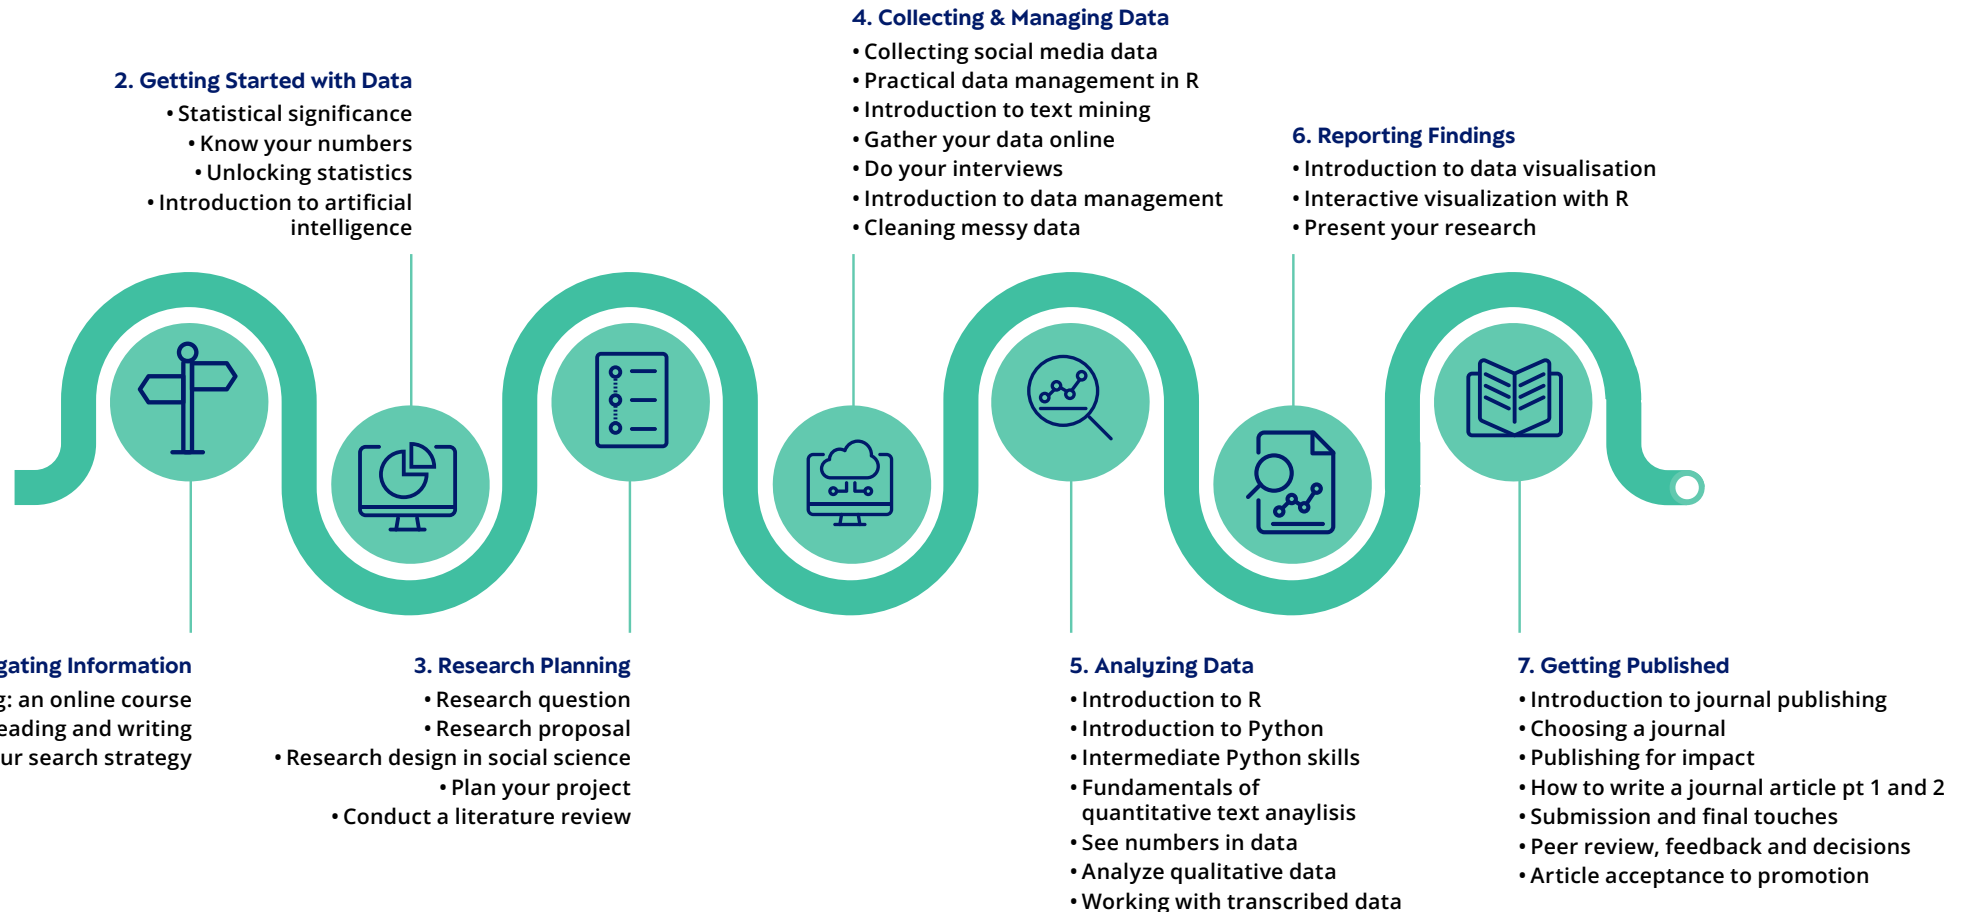 4. Collecting & Managing Data
• Collecting social media data
• Practical data management in R
• Introduction to text mining
• Gather your data online
• Do your interviews
• Introduction to data management
• Cleaning messy data
2. Getting Started with Data
• Statistical significance
• Know your numbers
• Unlocking statistics
• Introduction to artificial
intelligence
6. Reporting Findings
• Introduction to data visualisation
• Interactive visualization with R
• Present your research
gating Information
g: an online course
eading and writing
ur search strategy
3. Research Planning
• Research question
• Research proposal
• Research design in social science
• Plan your project
• Conduct a literature review
5. Analyzing Data
• Introduction to R
• Introduction to Python
• Intermediate Python skills
• Fundamentals of
quantitative text anaylisis
• See numbers in data
• Analyze qualitative data
• Working with transcribed data
7. Getting Published
• Introduction to journal publishing
• Choosing a journal
• Publishing for impact
• How to write a journal article pt 1 and 2
• Submission and final touches
• Peer review, feedback and decisions
• Article acceptance to promotion